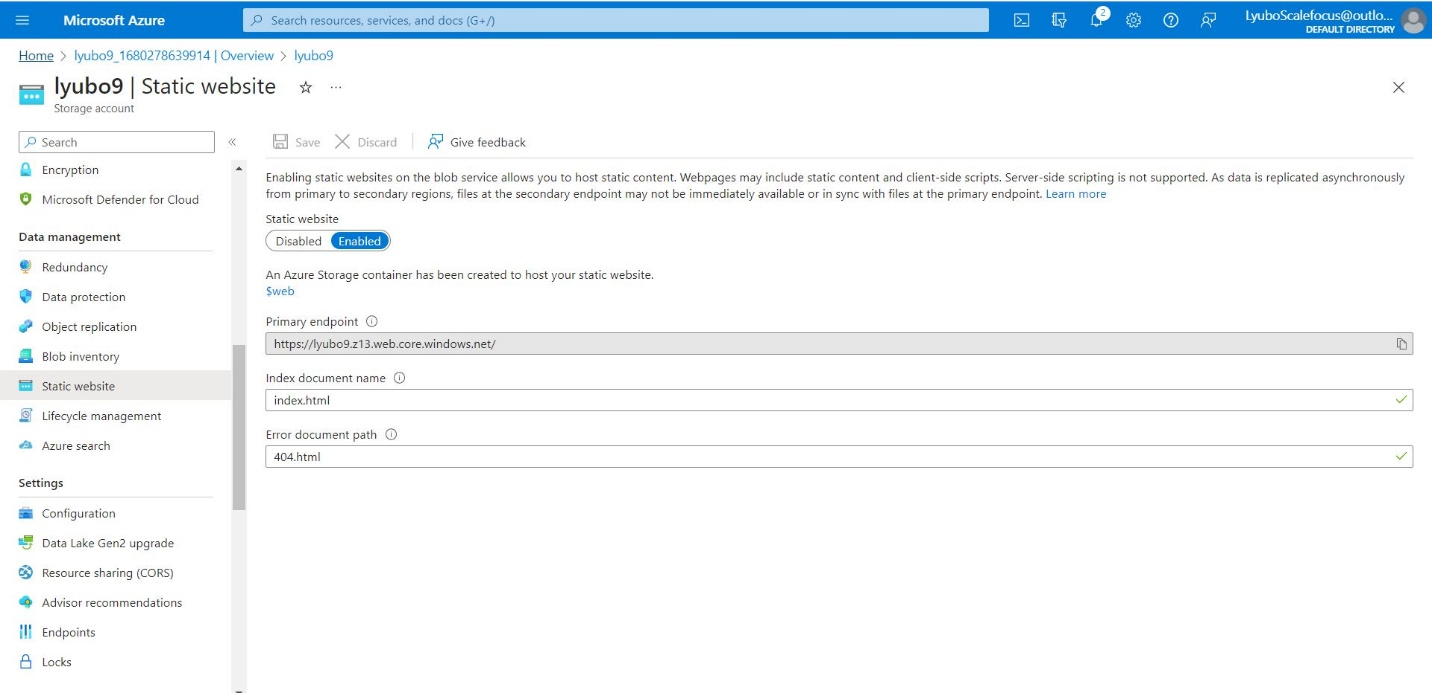 Microsoft Azure
Search resources, services, and docs (G+/)
2
LyuboScalefocus@outlo...
DEFAULT DIRECTORY
Home > lyubo9_1680278639914 | Overview > lyubo9
lyubo9 | Static website ...
Storage account
Search
«
Encryption
Microsoft Defender for Cloud
Data management
Redundancy
Data protection
Object replication
Blob inventory
Static website
Lifecycle management
Azure search
Settings
Configuration
Data Lake Gen2 upgrade
Resource sharing (CORS)
Advisor recommendations
Endpoints
Locks
Save Discard Give feedback
Enabling static websites on the blob service allows you to host static content. Webpages may include static content and client-side scripts. Server-side scripting is not supported. As data is replicated asynchronously
from primary to secondary regions, files at the secondary endpoint may not be immediately available or in sync with files at the primary endpoint. Learn more
Static website
Disabled Enabled
An Azure Storage container has been created to host your static website.
$web
Primary endpoint
https://lyubo9.z13.web.core.windows.net/
Index document name
index.html
Error document path
404.html